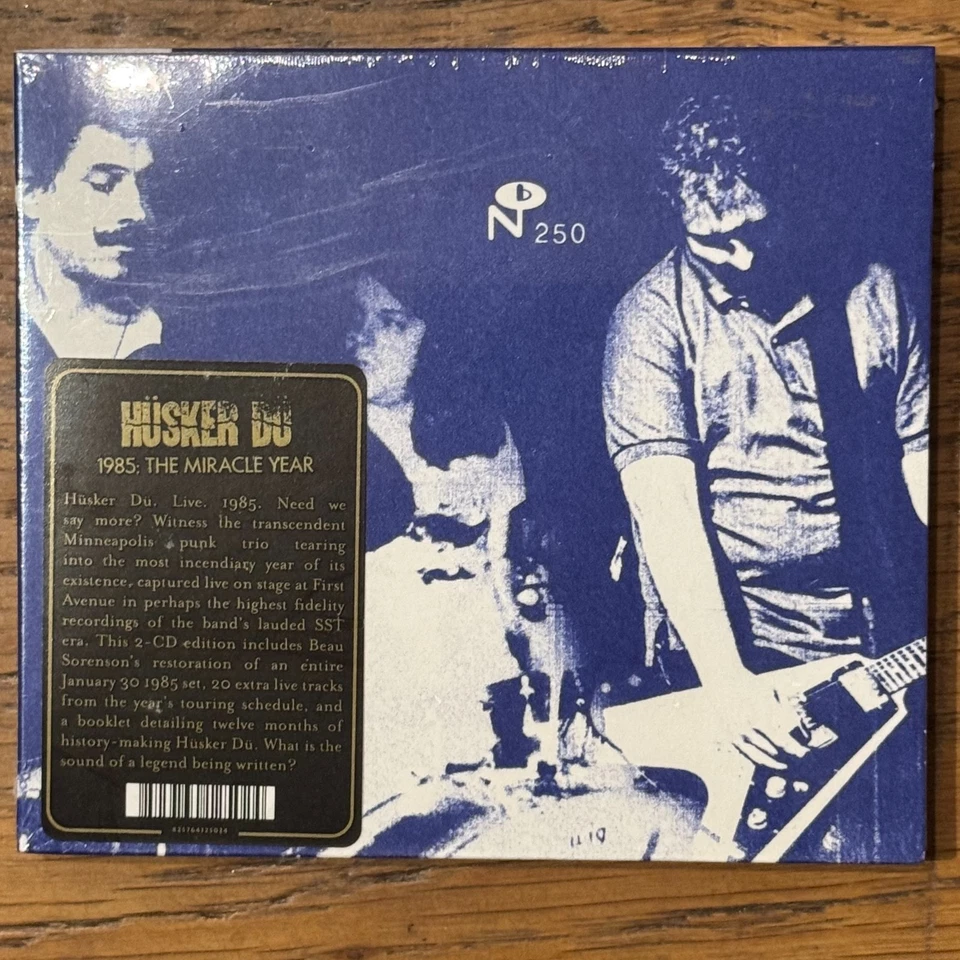 N b
250
HÜSKER DÜ
1985: THE MIRACLE YEAR
Hüsker Dü. Live. 1985. Need we
say more? Witness the transcendent
Minneapolis punk trio tearing
into the most incendiary year of its
existence, captured live on stage at First
Avenue in perhaps the highest fidelity
recordings of the band's lauded SST
era. This 2-CD edition includes Beau
Sorenson's restoration of an entire
January 30 1985 set, 20 extra live tracks
from the year's touring schedule, and
a booklet detailing twelve months of
history-making Hüsker Dü. What is the
sound of a legend being written?